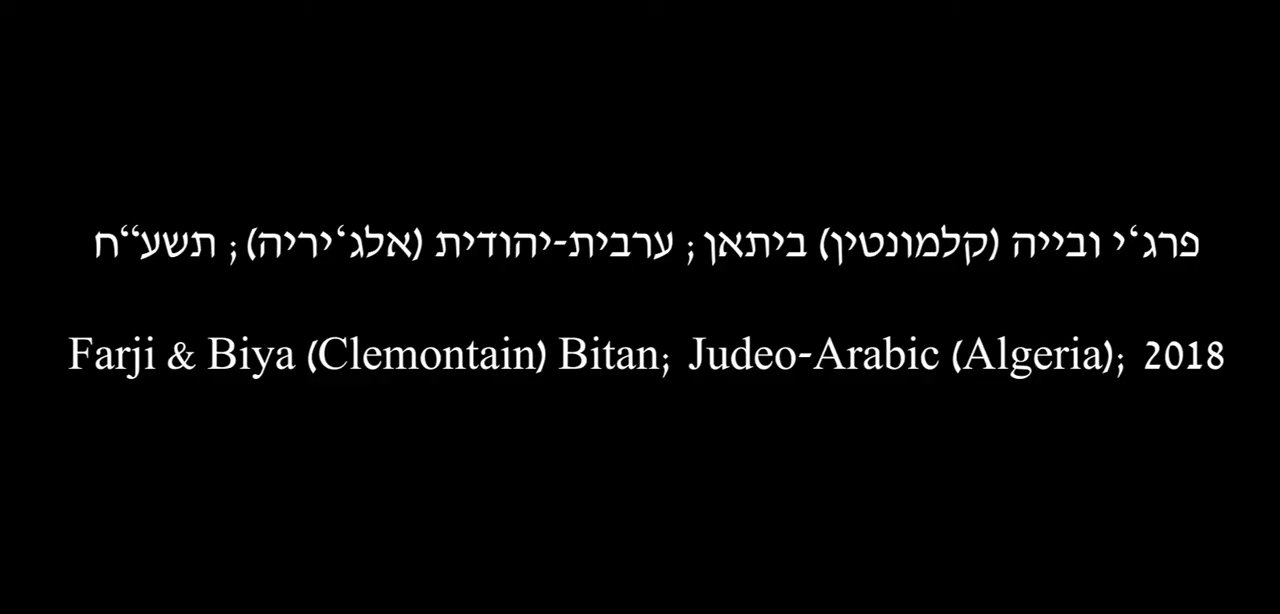 פרג‘י ובייה (קלמונטין) ביתאן; ערבית-יהודית (אלג‘יריה); תשע“ח
Farji & Biya (Clemontain) Bitan; Judeo-Arabic (Algeria); 2018